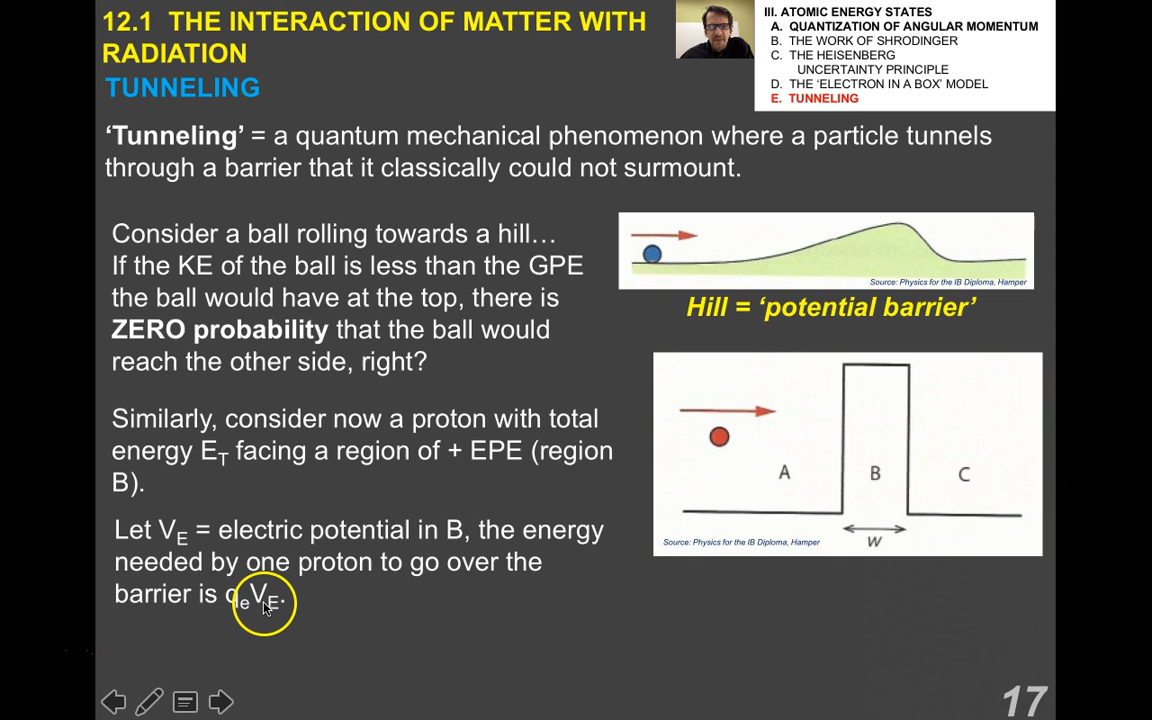 12.1 THE INTERACTION OF MATTER WITH
RADIATION
TUNNELING
III. ATOMIC ENERGY STATES
A. QUANTIZATION OF ANGULAR MOMENTUM
B. THE WORK OF SHRODINGER
C. THE HEISENBERG
UNCERTAINTY PRINCIPLE
D. THE ‘ELECTRON IN A BOX’ MODEL
E. TUNNELING
‘Tunneling’ = a quantum mechanical phenomenon where a particle tunnels
through a barrier that it classically could not surmount.
Consider a ball rolling towards a hill…
If the KE of the ball is less than the GPE
the ball would have at the top, there is
ZERO probability that the ball would
reach the other side, right?
Source: Physics for the IB Diploma, Hamper
Hill = ‘potential barrier’
Similarly, consider now a proton with total
energy E_T facing a region of + EPE (region
B).
Let V_E = electric potential in B, the energy
needed by one proton to go over the
barrier is q_eV_E.
A B C
W
Source: Physics for the IB Diploma, Hamper
17